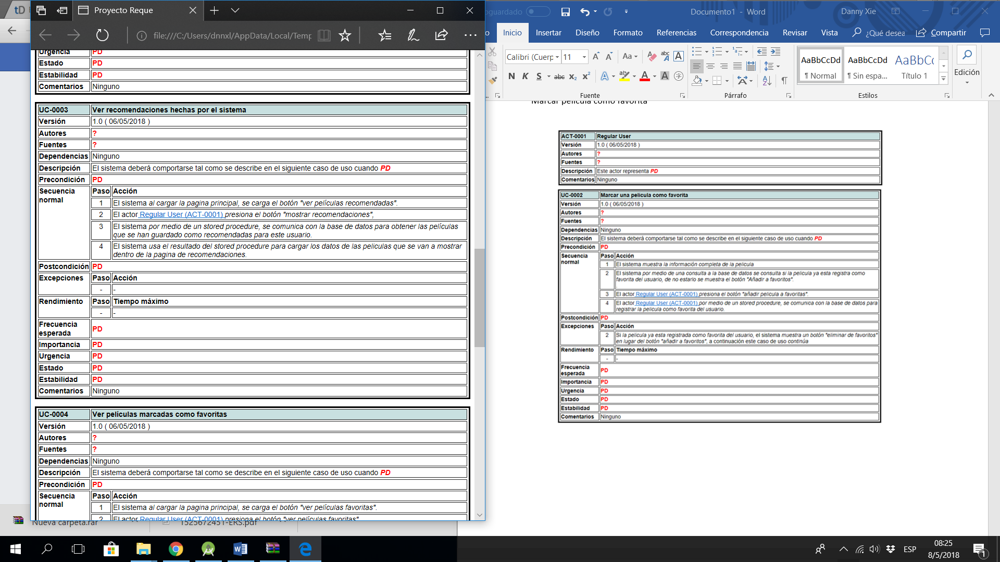 Proyecto Reque
file:///C:/Users/dnnxl/AppData/Local/Temp
Urgencia PD
Estado PD
Estabilidad PD
Comentarios Ninguno
UC-0003 Ver recomendaciones hechas por el sistema
Versión 1.0 ( 06/05/2018 )
Autores ?
Fuentes ?
Dependencias Ninguno
Descripción El sistema deberá comportarse tal como se describe en el siguiente caso de uso cuando PD
Precondición PD
Secuencia normal Paso Acción
1 El sistema al cargar la pagina principal, se carga el botón "ver películas recomendadas".
2 El actor Regular User (ACT-0001) presiona el botón "mostrar recomendaciones",
3 El sistema por medio de un stored procedure, se comunica con la base de datos para obtener las películas
que se han guardado como recomendadas para este usuario.
4 El sistema usa el resultado del stored procedure para cargar los datos de las peliculas que se van a mostrar
dentro de la pagina de recomendaciones.
Postcondición PD
Excepciones Paso Acción
- -
Rendimiento Paso Tiempo máximo
- -
Frecuencia esperada PD
Importancia PD
Urgencia PD
Estado PD
Estabilidad PD
Comentarios Ninguno
UC-0004 Ver películas marcadas como favoritas
Versión 1.0 ( 06/05/2018 )
Autores ?
Fuentes ?
Dependencias Ninguno
Descripción El sistema deberá comportarse tal como se describe en el siguiente caso de uso cuando PD
Precondición PD
Secuencia normal Paso Acción
1 El sistema al cargar la pagina principal, se carga el botón "ver películas favoritas".
2 El actor Regular User (ACT-0001) presiona el botón "ver películas favoritas"
Nueva carpeta.rar 1525672451-ERS.pdf
oguardado Documento1 - Word Danny Xie
o Inicio Insertar Diseño Formato Referencias Correspondencia Revisar Vista ¿Qué desea Compartir
Calibri (Cuerp 11 Aa
N K S abc x₂ x²
Fuente Párrafo Estilos
AaBbCcDd AaBbCcDd AaBbCc
¶ Normal ¶ Sin espa... Título 1
Edición
Marcar película como favorita
ACT-0001 Regular User
Versión 1.0 ( 06/05/2018 )
Autores ?
Fuentes ?
Descripción Este actor representa PD
Comentarios Ninguno
UC-0002 Marcar una pelicula como favorita
Versión 1.0 ( 06/05/2018 )
Autores ?
Fuentes ?
Dependencias Ninguno
Descripción El sistema deberá comportarse tal como se describe en el siguiente caso de uso cuando PD
Precondición PD
Secuencia normal Paso Acción
1 El sistema muestra la información completa de la pelicula
2 El sistema por medio de una consulta a la base de datos se consulta si la pelicula ya esta registra como
favorita del usuario, de no estarlo se muestra el botón "Añadir a favoritos".
3 El actor Regular User (ACT-0001) presiona el botón "añadir pelicula a favoritas".
4 El actor Regular User (ACT-0001) por medio de un stored procedure, se comunica con la base de datos para
registrar la pelicula como favorita del usuario.
Postcondición PD
Excepciones Paso Acción
2 Si la pelicula ya esta registrada como favorita del usuario, el sistema muestra un botón "eliminar de favoritos"
en lugar del botón "añadir a favoritos", a continuación este caso de uso continúa
Rendimiento Paso Tiempo máximo
- -
Frecuencia esperada PD
Importancia PD
Urgencia PD
Estado PD
Estabilidad PD
Comentarios Ninguno
ESP
08:25
8/5/2018
1